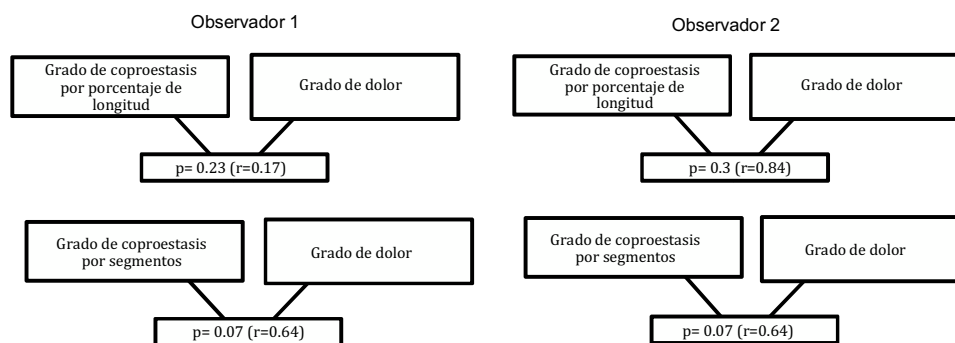 Observador 1
Grado de coproestasis
por porcentaje de
longitud
Grado de dolor
p= 0.23 (r=0.17)
Grado de coproestasis
por segmentos
Grado de dolor
p= 0.07 (r=0.64)
Observador 2
Grado de coproestasis
por porcentaje de
longitud
Grado de dolor
p= 0.3 (r=0.84)
Grado de coproestasis
por segmentos
Grado de dolor
p= 0.07 (r=0.64)